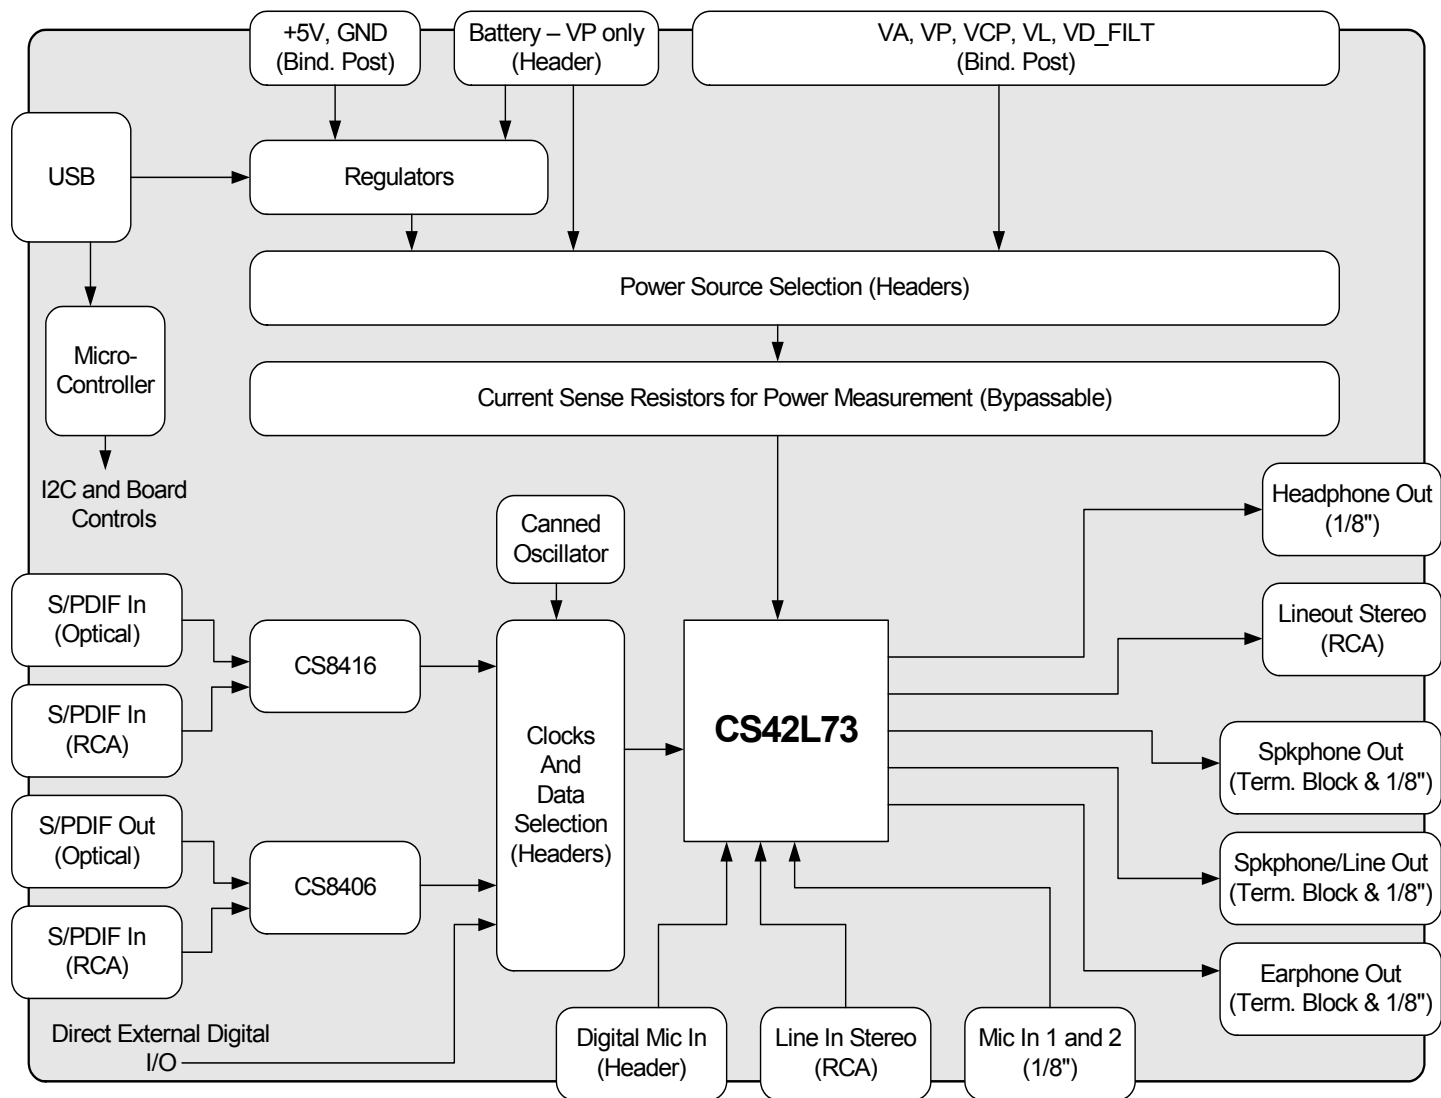 +5V, GND
(Bind. Post)
Battery – VP only
(Header)
VA, VP, VCP, VL, VD_FILT
(Bind. Post)
USB
Regulators
Power Source Selection (Headers)
Micro-
Controller
Current Sense Resistors for Power Measurement (Bypassable)
I2C and Board
Controls
Canned
Oscillator
Headphone Out
(1/8")
S/PDIF In
(Optical)
CS8416
Lineout Stereo
(RCA)
S/PDIF In
(RCA)
Clocks
And
Data
Selection
(Headers)
CS42L73
Spkphone Out
(Term. Block & 1/8")
S/PDIF Out
(Optical)
CS8406
Spkphone/Line Out
(Term. Block & 1/8")
S/PDIF In
(RCA)
Earphone Out
(Term. Block & 1/8")
Direct External Digital
I/O
Digital Mic In
(Header)
Line In Stereo
(RCA)
Mic In 1 and 2
(1/8")